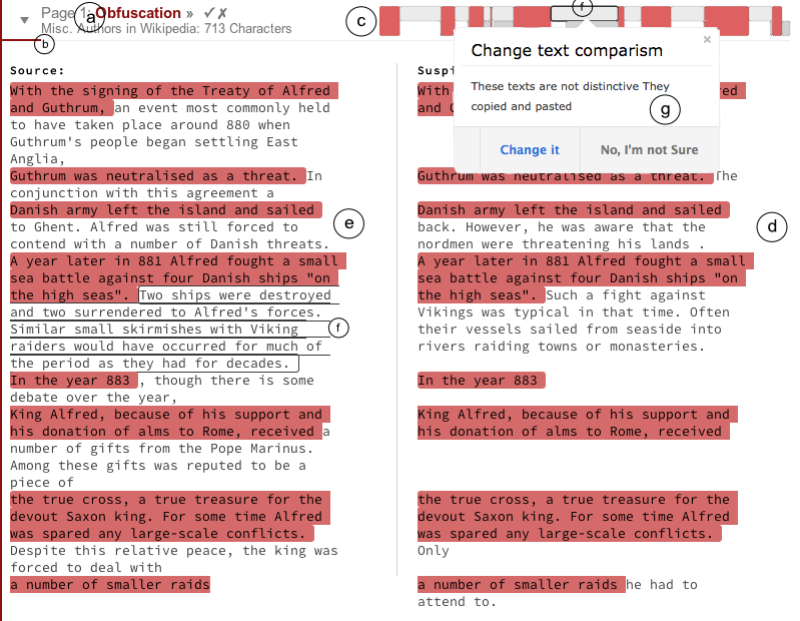 Page 1: Obfuscation » ✓✗
Misc. Authors in Wikipedia: 713 Characters
a
b
c
f
Change text comparism ×
These texts are not distinctive They
copied and pasted
g
Change it No, I'm not Sure
Source:
With the signing of the Treaty of Alfred
and Guthrum, an event most commonly held
to have taken place around 880 when
Guthrum's people began settling East
Anglia,
Guthrum was neutralised as a threat. In
conjunction with this agreement a
Danish army left the island and sailed
to Ghent. Alfred was still forced to
contend with a number of Danish threats.
A year later in 881 Alfred fought a small
sea battle against four Danish ships "on
the high seas". Two ships were destroyed
and two surrendered to Alfred's forces.
Similar small skirmishes with Viking
raiders would have occurred for much of
the period as they had for decades.
In the year 883 , though there is some
debate over the year,
King Alfred, because of his support and
his donation of alms to Rome, received a
number of gifts from the Pope Marinus.
Among these gifts was reputed to be a
piece of
the true cross, a true treasure for the
devout Saxon king. For some time Alfred
was spared any large-scale conflicts.
Despite this relative peace, the king was
forced to deal with
a number of smaller raids
e
f
Suspi
With red
and G
Guthrum was neutralised as a threat. The
Danish army left the island and sailed
back. However, he was aware that the
nordmen were threatening his lands .
A year later in 881 Alfred fought a small
sea battle against four Danish ships "on
the high seas". Such a fight against
Vikings was typical in that time. Often
their vessels sailed from seaside into
rivers raiding towns or monasteries.
In the year 883
King Alfred, because of his support and
his donation of alms to Rome, received
the true cross, a true treasure for the
devout Saxon king. For some time Alfred
was spared any large-scale conflicts.
Only
a number of smaller raids he had to
attend to.
d